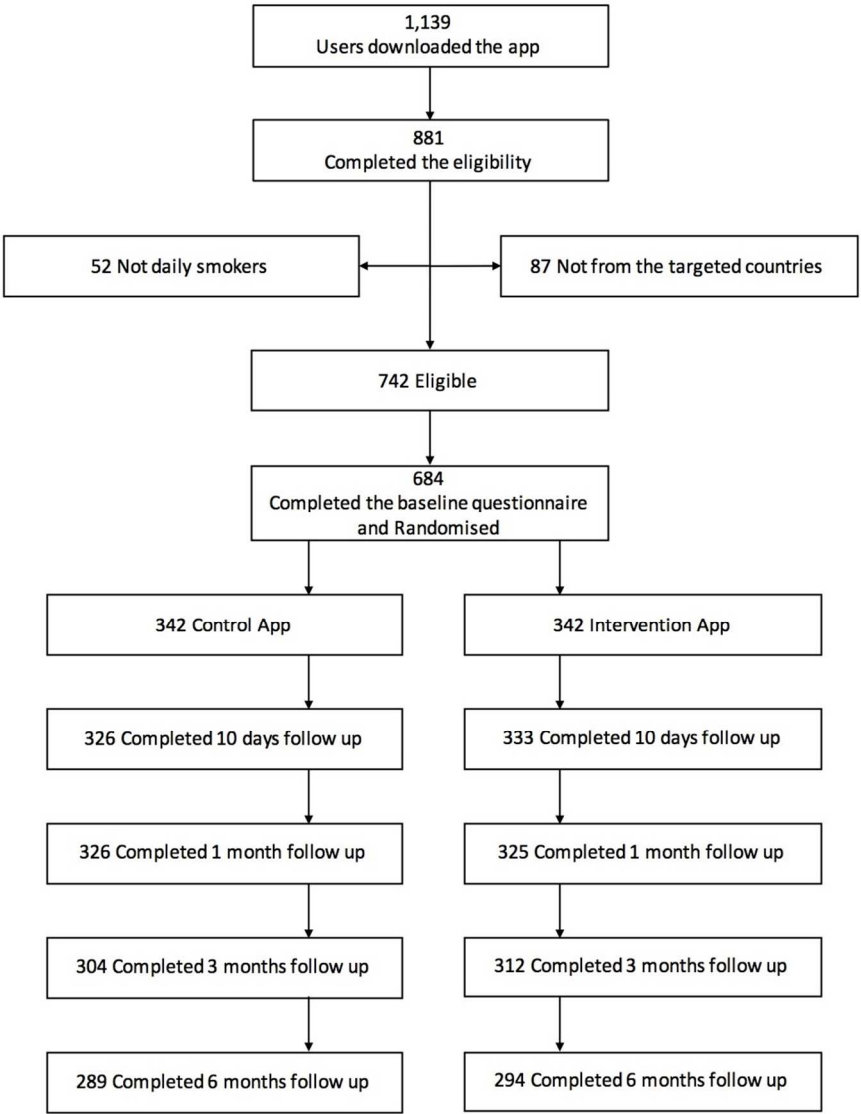 1,139
Users downloaded the app
881
Completed the eligibility
52 Not daily smokers
87 Not from the targeted countries
742 Eligible
684
Completed the baseline questionnaire
and Randomised
342 Control App
342 Intervention App
326 Completed 10 days follow up
333 Completed 10 days follow up
326 Completed 1 month follow up
325 Completed 1 month follow up
304 Completed 3 months follow up
312 Completed 3 months follow up
289 Completed 6 months follow up
294 Completed 6 months follow up